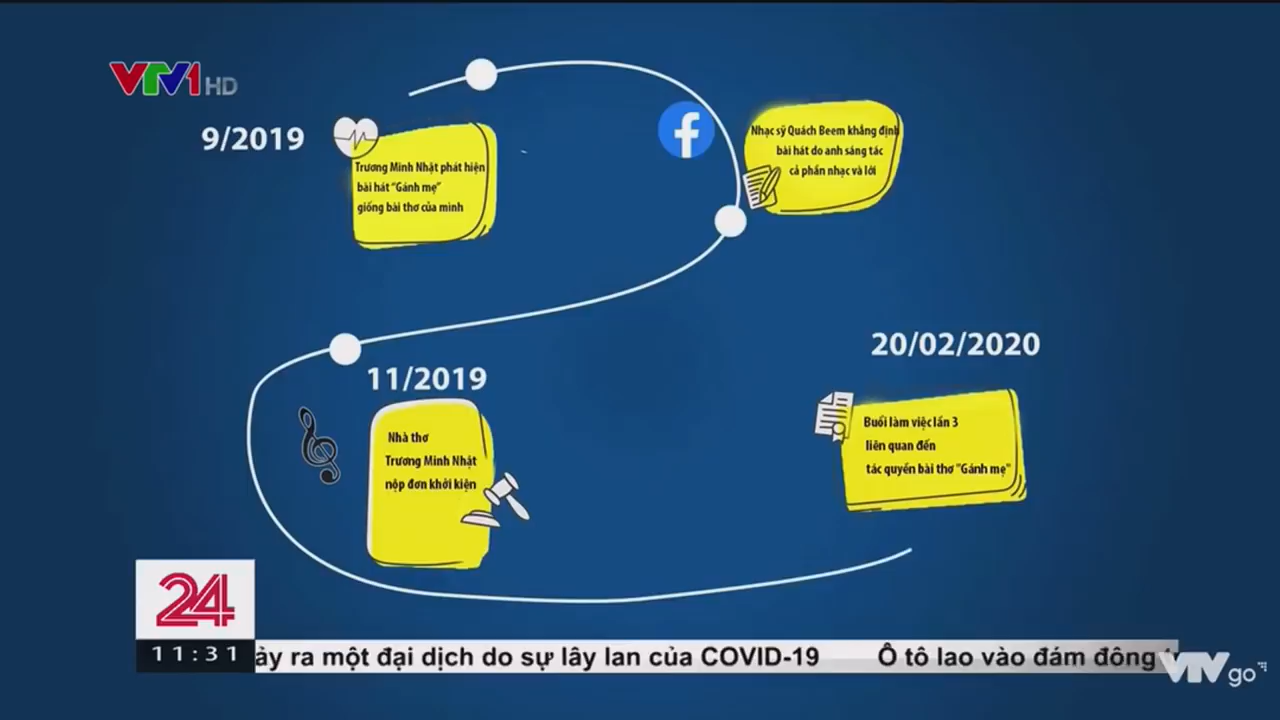 VTV1 HD
9/2019
Trương Minh Nhật phát hiện
bài hát "Gánh mẹ"
giống bài thơ của mình
Nhạc sỹ Quách Beem khẳng định
bài hát do anh sáng tác
cả phần nhạc và lời
11/2019
Nhà thơ
Trương Minh Nhật
nộp đơn khởi kiện
20/02/2020
Buổi làm việc lần 3
liên quan đến
tác quyền bài thơ "Gánh mẹ"
24
11:31
ra một đại dịch do sự lây lan của COVID-19 Ô tô lao vào đám đông
VTV go